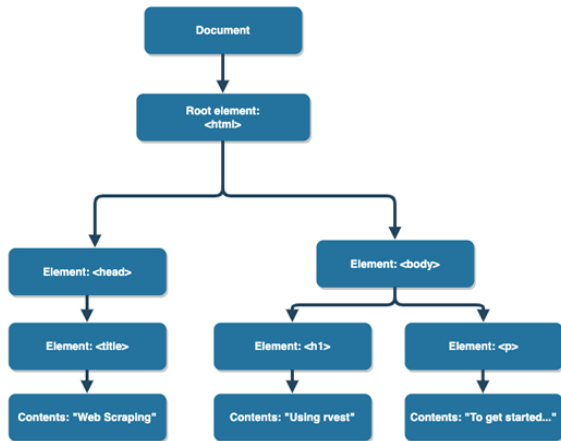 Document
Root element:
<html>
Element: <head>
Element: <body>
Element: <title>
Element: <h1>
Element: <p>
Contents: "Web Scraping"
Contents: "Using rvest"
Contents: "To get started..."